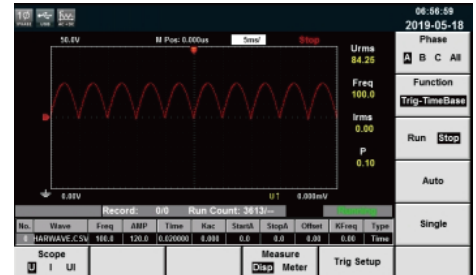 1Ø
AC+DC
06:56:59
2019-05-18
50.0V M Pos: 0.000us 5ms/ Stop
Urms
84.25
Freq
100.0
Irms
0.00
P
0.10
0.00V U↑ 0.000mV
Record: 0/0 Run Count: 3613/--
No. Wave Freq AMP Time Kac StartA StopA Offset KFreq Type
0 HARWAVE.CSV 100.0 120.0 0.020000 0.000 0.0 0.0 0.00 0.00 Time
Phase
A B C All
Function
Trig-TimeBase
Run Stop
Auto
Single
Scope
U I UI
Measure
Disp Meter
Trig Setup